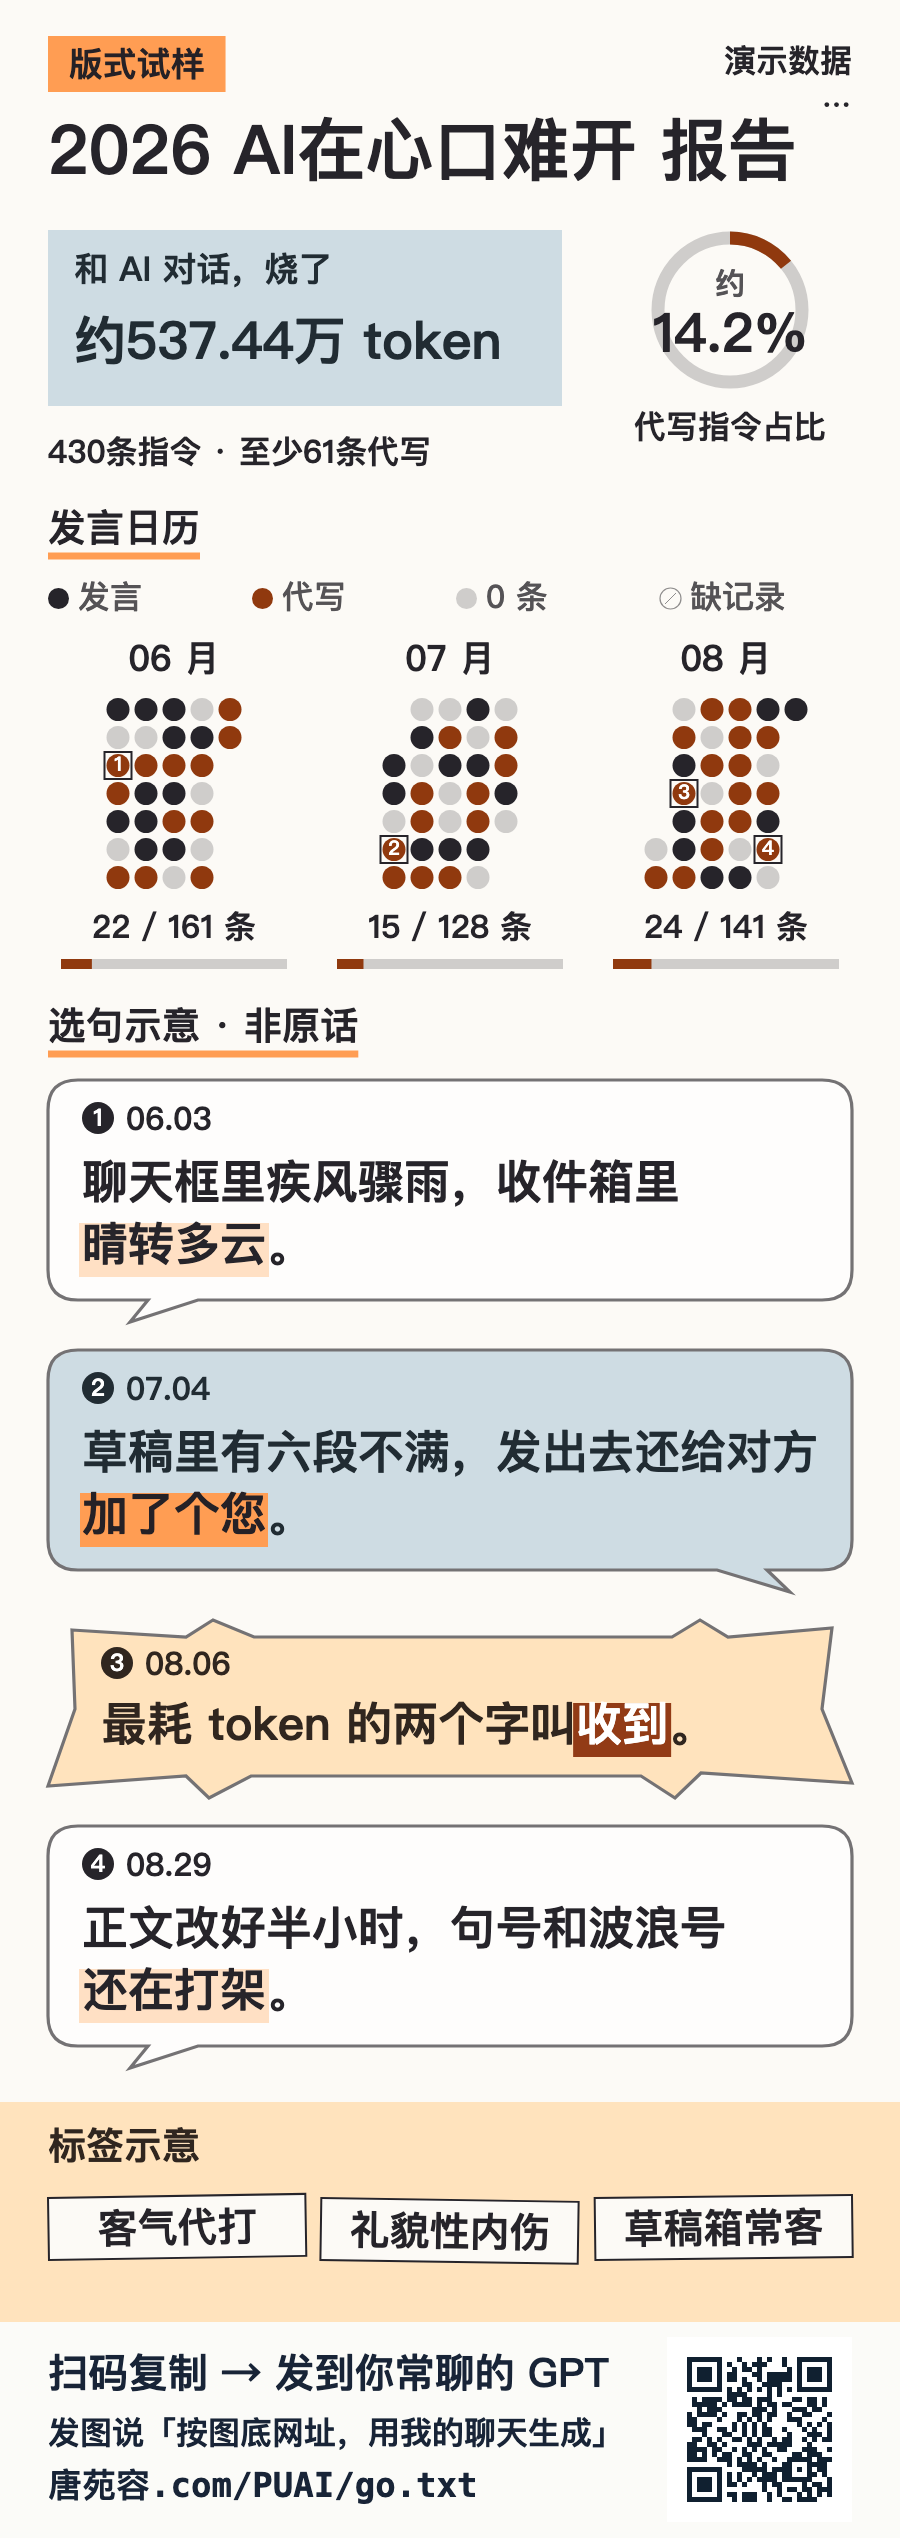 版式试样
演示数据
…
2026 AI在心口难开 报告
和 AI 对话，烧了
约537.44万 token
约
14.2%
代写指令占比
430条指令 · 至少61条代写
发言日历
发言
代写
0 条
缺记录
06 月
07 月
08 月
1
2
3
4
22 / 161 条
15 / 128 条
24 / 141 条
选句示意 · 非原话
1 06.03
聊天框里疾风骤雨，收件箱里
晴转多云。
2 07.04
草稿里有六段不满，发出去还给对方
加了个您。
3 08.06
最耗 token 的两个字叫收到。
4 08.29
正文改好半小时，句号和波浪号
还在打架。
标签示意
客气代打
礼貌性内伤
草稿箱常客
扫码复制 → 发到你常聊的 GPT
发图说「按图底网址，用我的聊天生成」
唐苑容.com/PUAI/go.txt